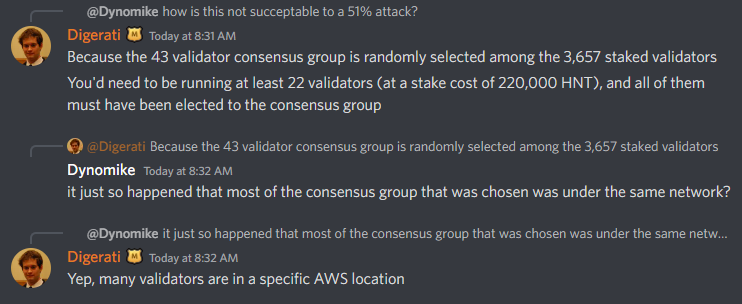 @Dynomike how is this not succeptable to a 51% attack?
Digerati Today at 8:31 AM
Because the 43 validator consensus group is randomly selected among the 3,657 staked validators
You'd need to be running at least 22 validators (at a stake cost of 220,000 HNT), and all of them
must have been elected to the consensus group
@Digerati Because the 43 validator consensus group is randomly selected among the 3,657 staked validators
Dynomike Today at 8:32 AM
it just so happened that most of the consensus group that was chosen was under the same network?
@Dynomike it just so happened that most of the consensus group that was chosen was under the same netw...
Digerati Today at 8:32 AM
Yep, many validators are in a specific AWS location